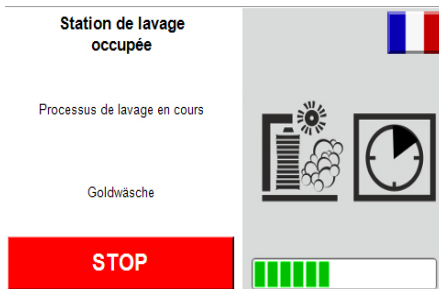 Station de lavage
occupée
Processus de lavage en cours
Goldwäsche
STOP